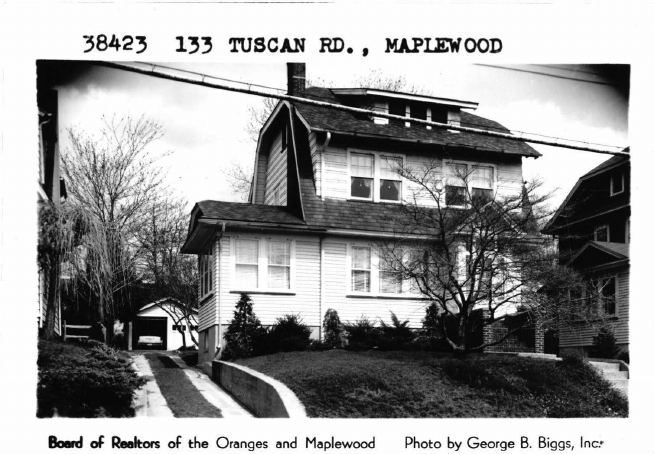 38423 133 TUSCAN RD., MAPLEWOOD
Board of Realtors of the Oranges and Maplewood Photo by George B. Biggs, Inc.